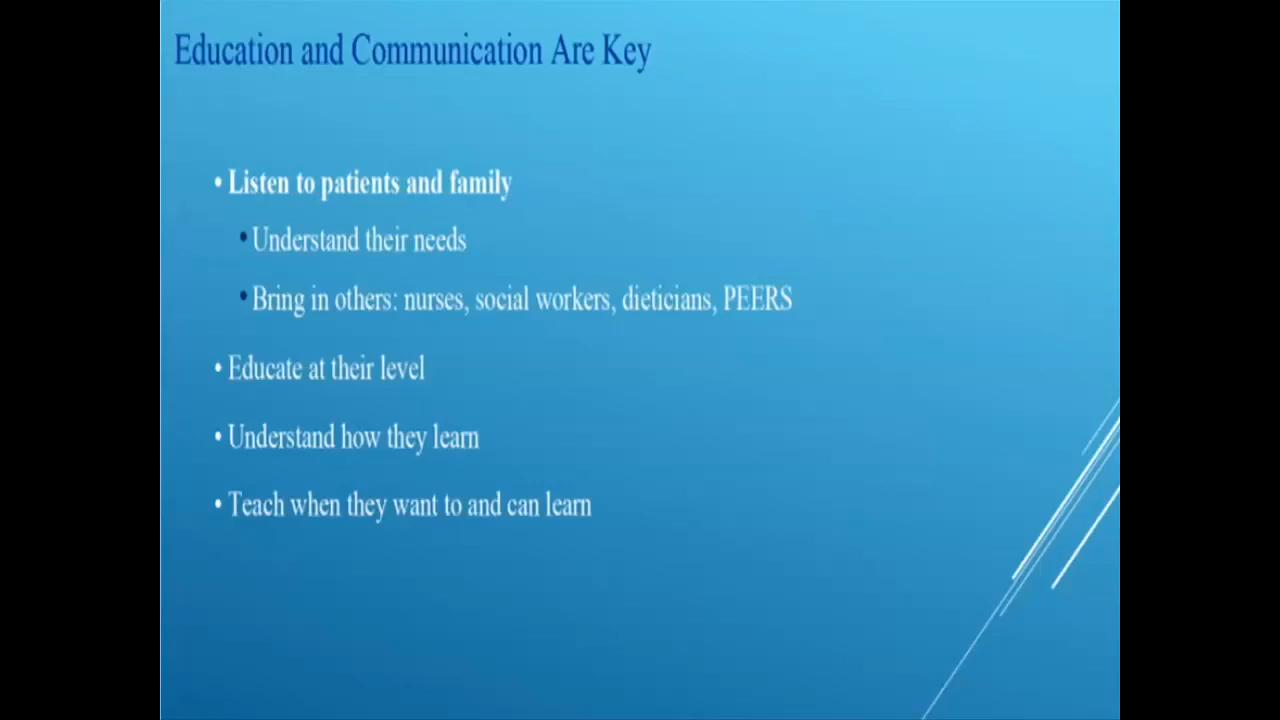 Education and Communication Are Key
• Listen to patients and family
• Understand their needs
• Bring in others: nurses, social workers, dieticians, PEERS
• Educate at their level
• Understand how they learn
• Teach when they want to and can learn